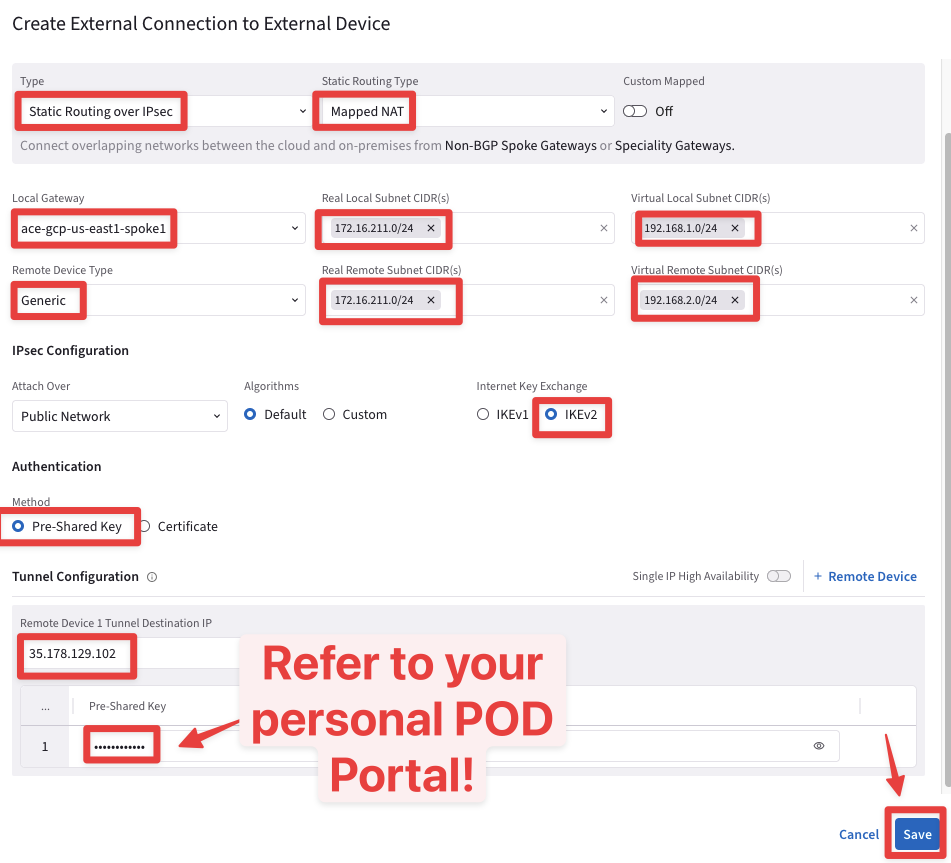 Create External Connection to External Device
Type
Static Routing Type
Custom Mapped
Static Routing over IPsec
Mapped NAT
Off
Connect overlapping networks between the cloud and on-premises from Non-BGP Spoke Gateways or Speciality Gateways.
Local Gateway
Real Local Subnet CIDR(s)
Virtual Local Subnet CIDR(s)
ace-gcp-us-east1-spoke1
172.16.211.0/24
192.168.1.0/24
Remote Device Type
Real Remote Subnet CIDR(s)
Virtual Remote Subnet CIDR(s)
Generic
172.16.211.0/24
192.168.2.0/24
IPsec Configuration
Attach Over
Algorithms
Internet Key Exchange
Public Network
Default
Custom
IKEv1
IKEv2
Authentication
Method
Pre-Shared Key
Certificate
Tunnel Configuration
Single IP High Availability
+ Remote Device
Remote Device 1 Tunnel Destination IP
35.178.129.102
...
Pre-Shared Key
1
••••••••••••
Refer to your
personal POD
Portal!
Cancel
Save